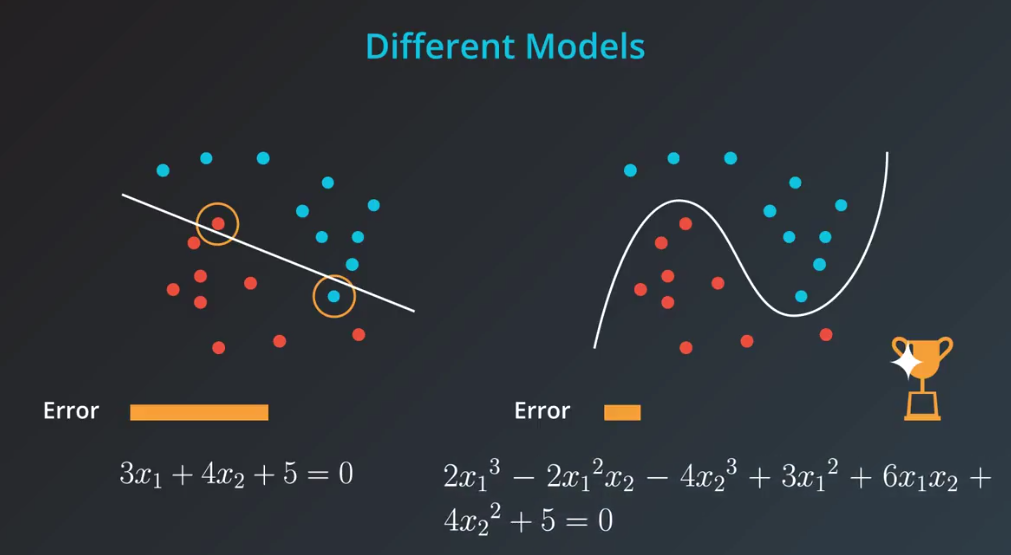 Different Models
Error
Error
3x₁ + 4x₂ + 5 = 0
2x₁³ − 2x₁²x₂ − 4x₂³ + 3x₁² + 6x₁x₂ +
4x₂² + 5 = 0